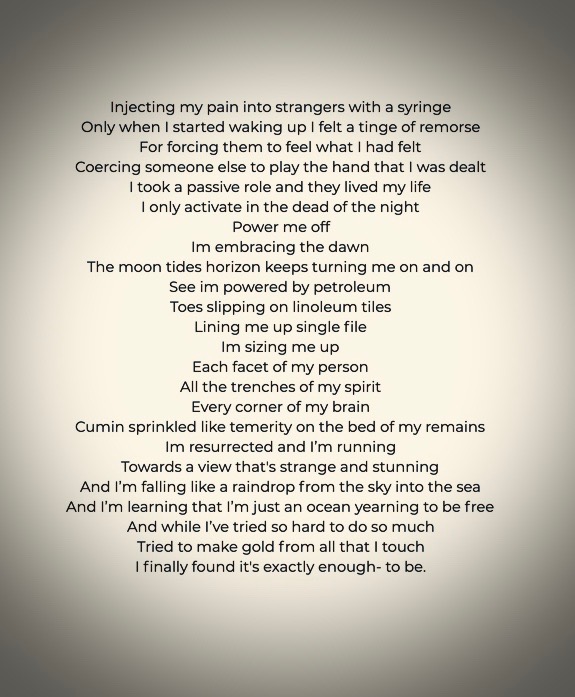 Injecting my pain into strangers with a syringe
Only when I started waking up I felt a tinge of remorse
For forcing them to feel what I had felt
Coercing someone else to play the hand that I was dealt
I took a passive role and they lived my life
I only activate in the dead of the night
Power me off
Im embracing the dawn
The moon tides horizon keeps turning me on and on
See im powered by petroleum
Toes slipping on linoleum tiles
Lining me up single file
Im sizing me up
Each facet of my person
All the trenches of my spirit
Every corner of my brain
Cumin sprinkled like temerity on the bed of my remains
Im resurrected and I’m running
Towards a view that's strange and stunning
And I’m falling like a raindrop from the sky into the sea
And I’m learning that I’m just an ocean yearning to be free
And while I’ve tried so hard to do so much
Tried to make gold from all that I touch
I finally found it's exactly enough- to be.